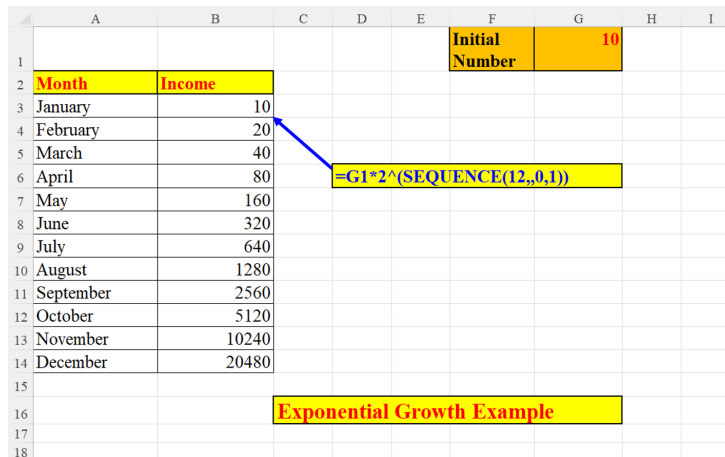 A B C D E F G H I
1 Initial Number 10
2 Month Income
3 January 10
4 February 20
5 March 40
6 April 80 =G1*2^(SEQUENCE(12,,0,1))
7 May 160
8 June 320
9 July 640
10 August 1280
11 September 2560
12 October 5120
13 November 10240
14 December 20480
15
16 Exponential Growth Example
17
18